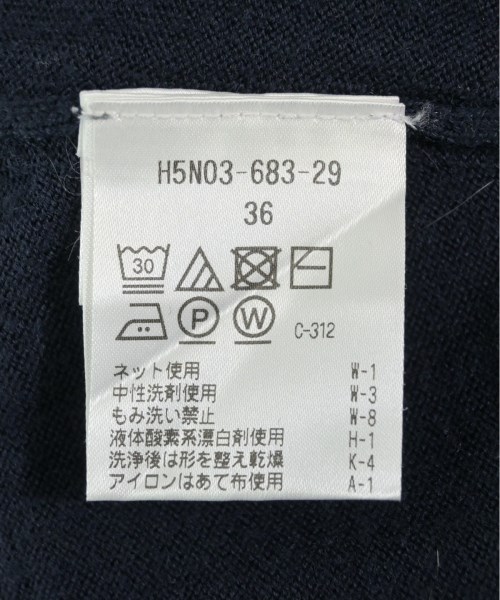 H5N03-683-29
36
30
P W C-312
ネット使用 W-1
中性洗剤使用 W-3
もみ洗い禁止 W-8
液体酸素系漂白剤使用 H-1
洗浄後は形を整え乾燥 K-4
アイロンはあて布使用 A-1